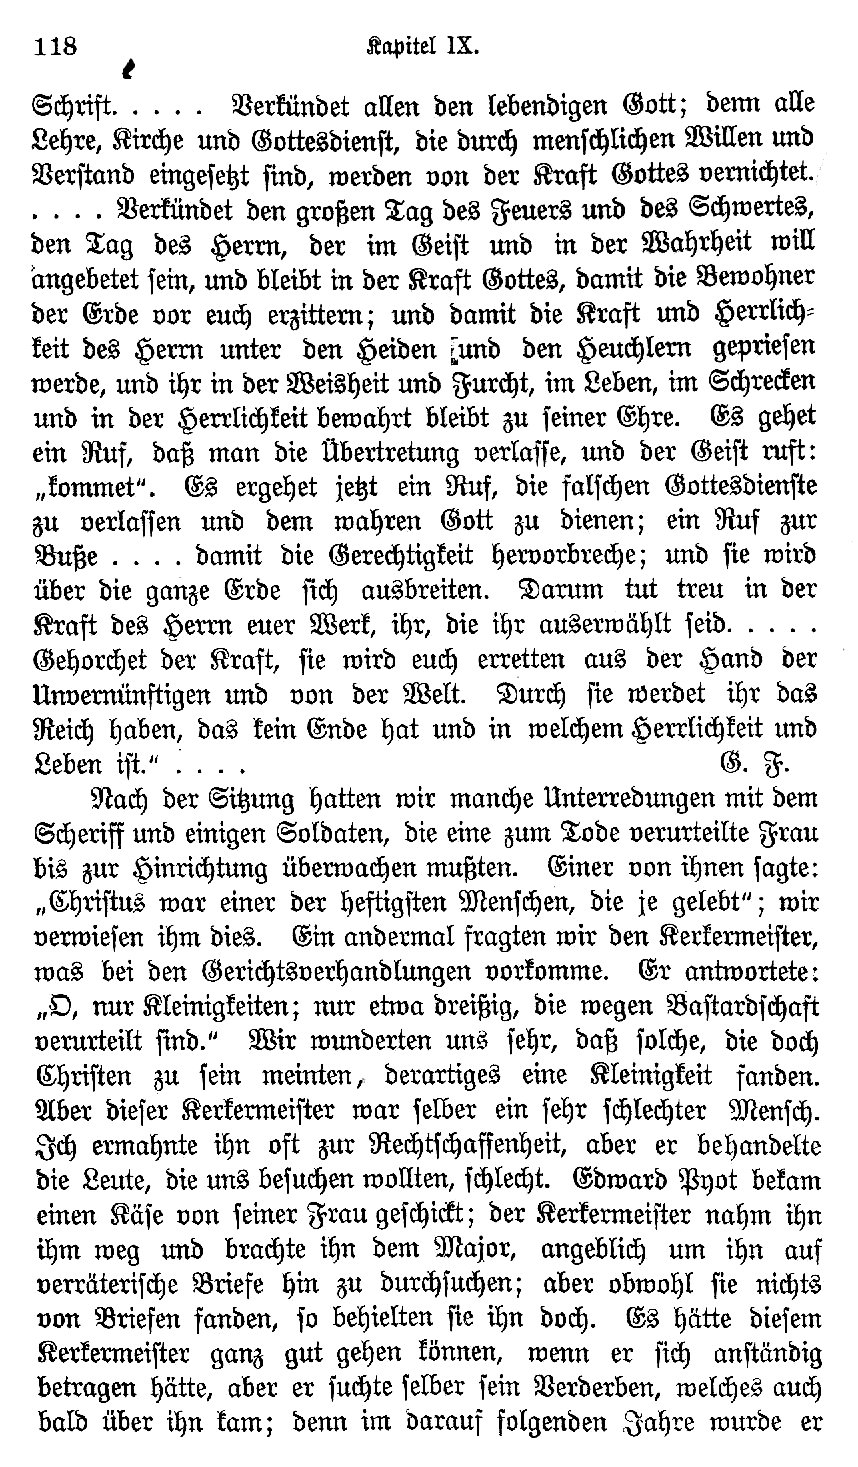 118 Kapitel IX.
Schrift. . . . . Verkündet allen den lebendigen Gott; denn alle
Lehre, Kirche und Gottesdienst, die durch menschlichen Willen und
Verstand eingesetzt sind, werden von der Kraft Gottes vernichtet.
. . . . Verkündet den großen Tag des Feuers und des Schwertes,
den Tag des Herrn, der im Geist und in der Wahrheit will
angebetet sein, und bleibt in der Kraft Gottes, damit die Bewohner
der Erde vor euch erzittern; und damit die Kraft und Herrlich-
keit des Herrn unter den Heiden und den Heuchlern gepriesen
werde, und ihr in der Weisheit und Furcht, im Leben, im Schrecken
und in der Herrlichkeit bewahrt bleibt zu seiner Ehre. Es gehet
ein Ruf, daß man die Übertretung verlasse, und der Geist ruft:
„kommet“. Es ergehet jetzt ein Ruf, die falschen Gottesdienste
zu verlassen und dem wahren Gott zu dienen; ein Ruf zur
Buße . . . . damit die Gerechtigkeit hervorbreche; und sie wird
über die ganze Erde sich ausbreiten. Darum tut treu in der
Kraft des Herrn euer Werk, ihr, die ihr auserwählt seid. . . . .
Gehorchet der Kraft, sie wird euch erretten aus der Hand der
Unvernünftigen und von der Welt. Durch sie werdet ihr das
Reich haben, das kein Ende hat und in welchem Herrlichkeit und
Leben ist.“ . . . . G. F.
Nach der Sitzung hatten wir manche Unterredungen mit dem
Scheriff und einigen Soldaten, die eine zum Tode verurteilte Frau
bis zur Hinrichtung überwachen mußten. Einer von ihnen sagte:
„Christus war einer der heftigsten Menschen, die je gelebt“; wir
verwiesen ihm dies. Ein andermal fragten wir den Kerkermeister,
was bei den Gerichtsverhandlungen vorkomme. Er antwortete:
„O, nur Kleinigkeiten; nur etwa dreißig, die wegen Bastardschaft
verurteilt sind.“ Wir wunderten uns sehr, daß solche, die doch
Christen zu sein meinten, derartiges eine Kleinigkeit fanden.
Aber dieser Kerkermeister war selber ein sehr schlechter Mensch.
Ich ermahnte ihn oft zur Rechtschaffenheit, aber er behandelte
die Leute, die uns besuchen wollten, schlecht. Edward Pyot bekam
einen Käse von seiner Frau geschickt; der Kerkermeister nahm ihn
ihm weg und brachte ihn dem Major, angeblich um ihn auf
verräterische Briefe hin zu durchsuchen; aber obwohl sie nichts
von Briefen fanden, so behielten sie ihn doch. Es hätte diesem
Kerkermeister ganz gut gehen können, wenn er sich anständig
betragen hätte, aber er suchte selber sein Verderben, welches auch
bald über ihn kam; denn im darauf folgenden Jahre wurde er